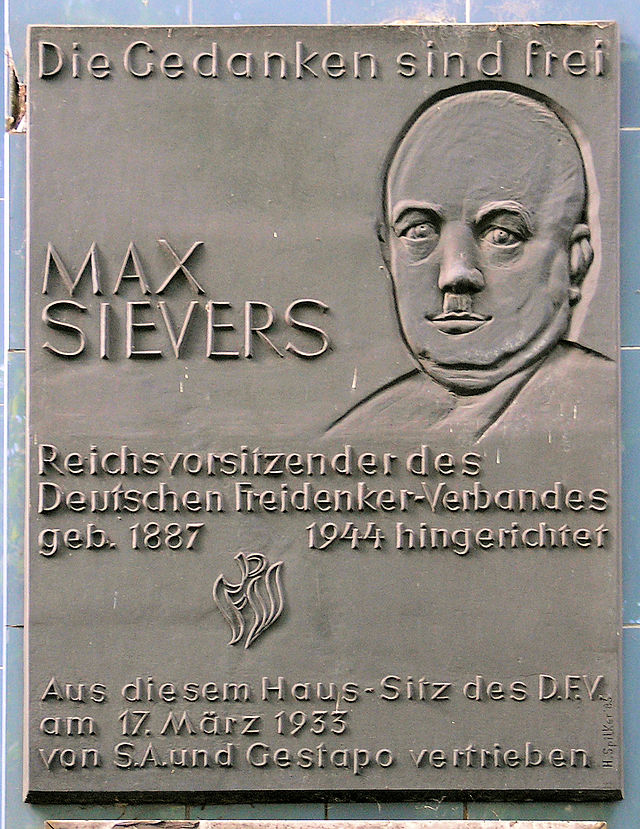 Die Gedanken sind frei
MAX
SIEVERS
Reichsvorsitzender des
Deutschen Freidenker-Verbandes
geb. 1887 1944 hingerichtet
Aus diesem Haus-Sitz des D.F.V.
am 17. März 1933
von S.A. und Gestapo vertrieben
H. Spilker